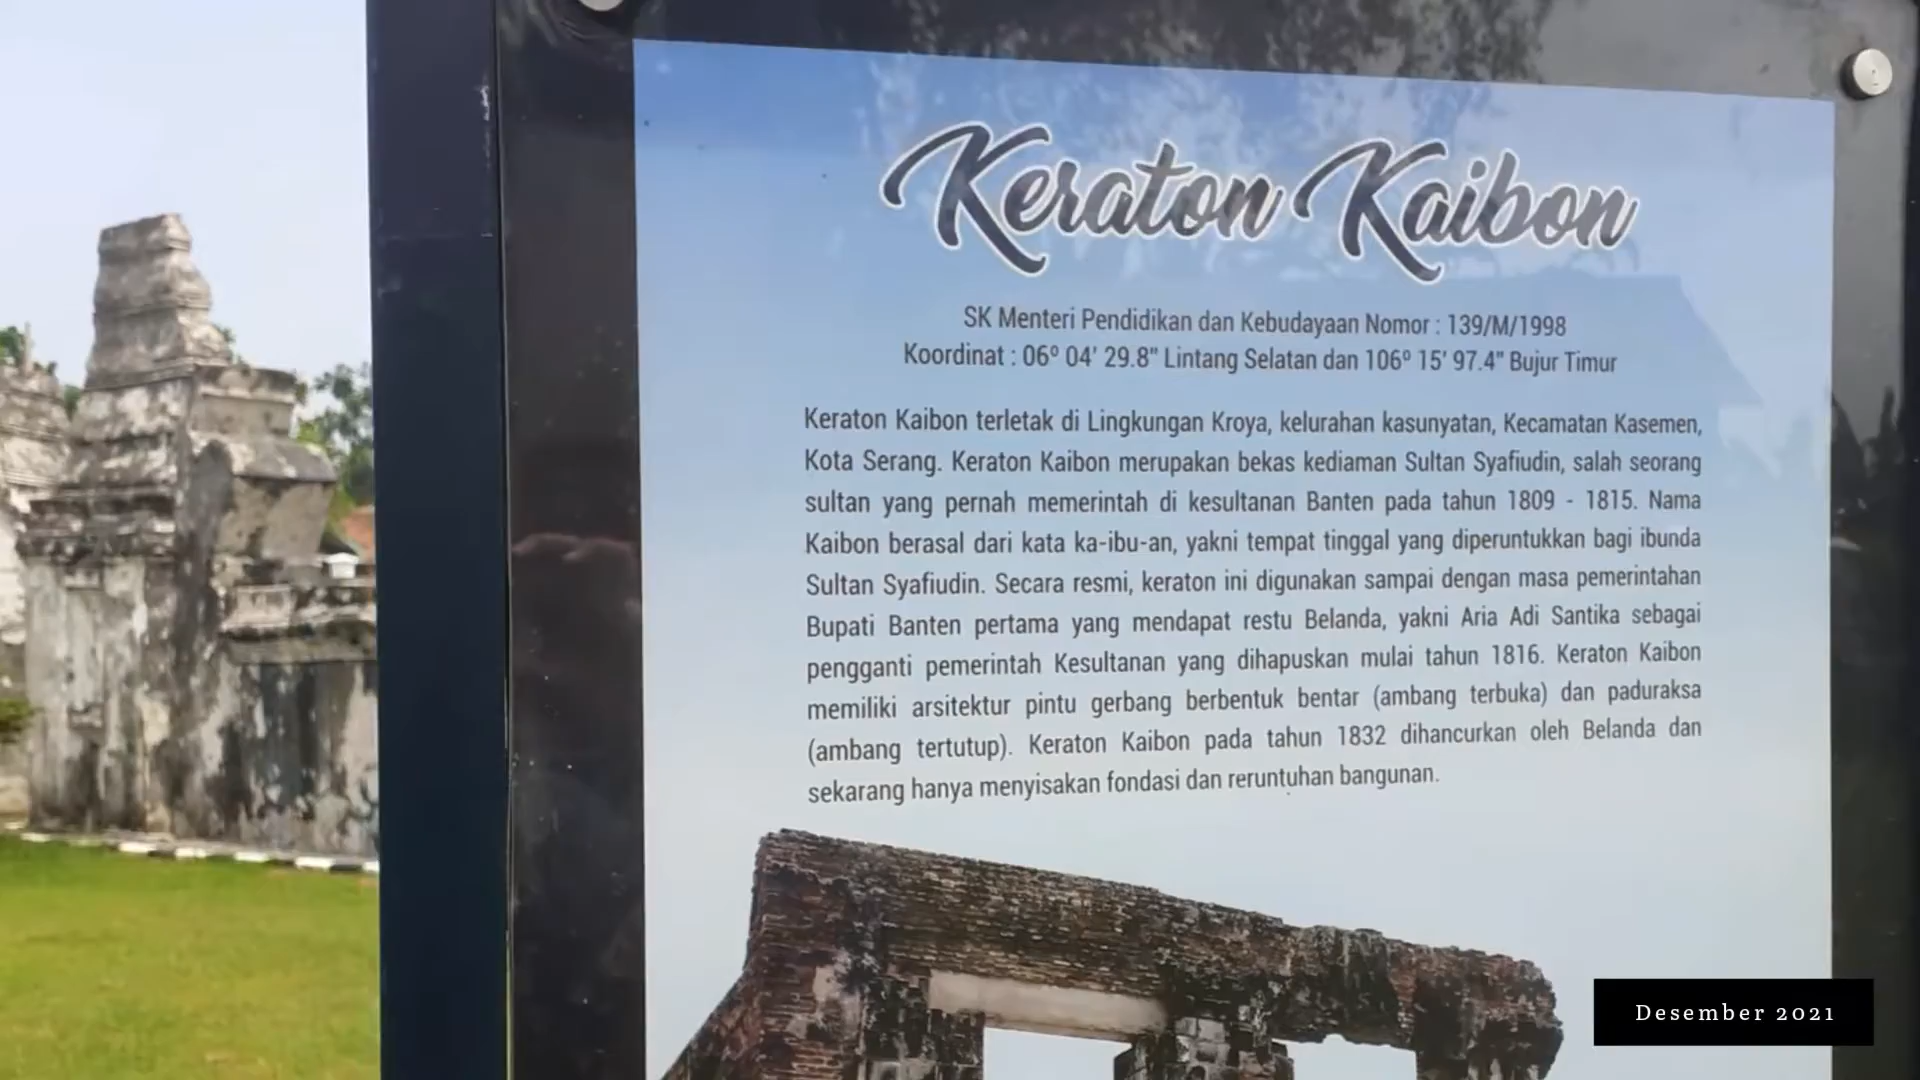 Keraton Kaibon
SK Menteri Pendidikan dan Kebudayaan Nomor : 139/M/1998
Koordinat : 06º 04' 29.8" Lintang Selatan dan 106º 15' 97.4" Bujur Timur
Keraton Kaibon terletak di Lingkungan Kroya, kelurahan kasunyatan, Kecamatan Kasemen,
Kota Serang. Keraton Kaibon merupakan bekas kediaman Sultan Syafiudin, salah seorang
sultan yang pernah memerintah di kesultanan Banten pada tahun 1809 - 1815. Nama
Kaibon berasal dari kata ka-ibu-an, yakni tempat tinggal yang diperuntukkan bagi ibunda
Sultan Syafiudin. Secara resmi, keraton ini digunakan sampai dengan masa pemerintahan
Bupati Banten pertama yang mendapat restu Belanda, yakni Aria Adi Santika sebagai
pengganti pemerintah Kesultanan yang dihapuskan mulai tahun 1816. Keraton Kaibon
memiliki arsitektur pintu gerbang berbentuk bentar (ambang terbuka) dan paduraksa
(ambang tertutup). Keraton Kaibon pada tahun 1832 dihancurkan oleh Belanda dan
sekarang hanya menyisakan fondasi dan reruntuhan bangunan.
Desember 2021